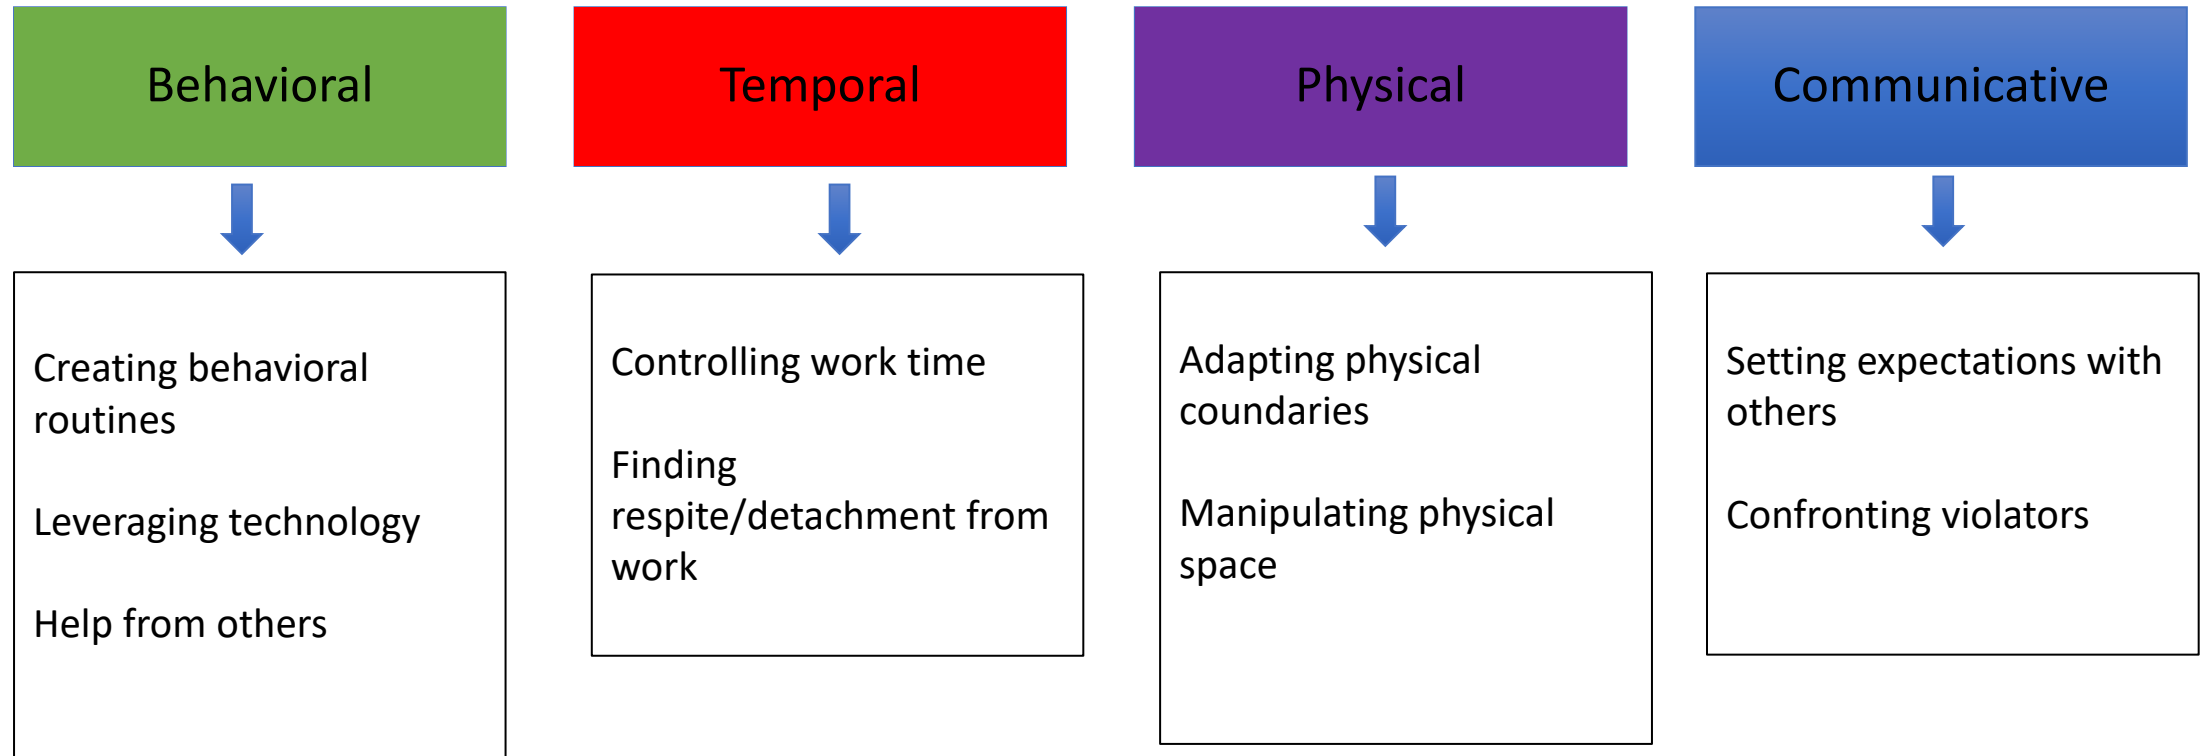 Behavioral
Temporal
Physical
Communicative
Creating behavioral
routines
Leveraging technology
Help from others
Controlling work time
Finding
respite/detachment from
work
Adapting physical
coundaries
Manipulating physical
space
Setting expectations with
others
Confronting violators